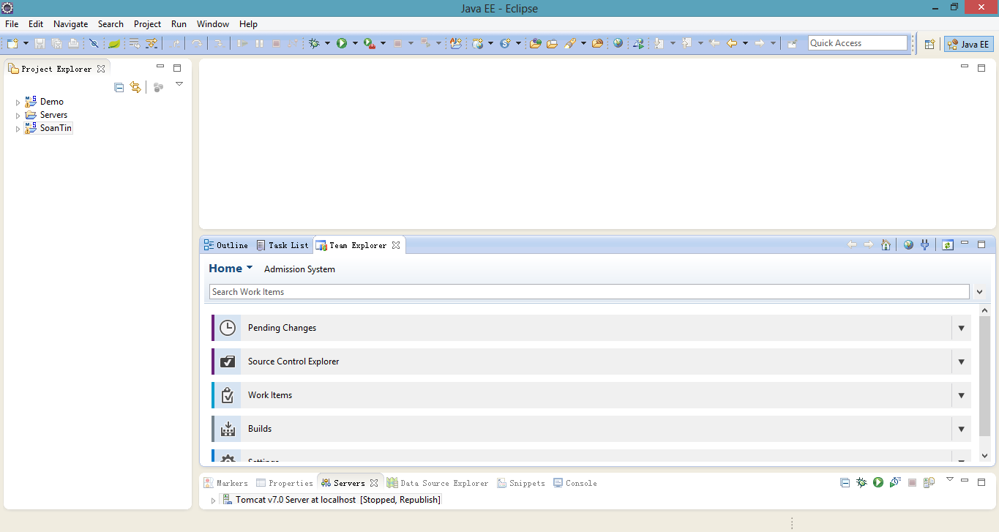 Java EE - Eclipse
File Edit Navigate Search Project Run Window Help
Quick Access
Java EE
Project Explorer
Demo
Servers
SoanTin
Outline Task List Team Explorer
Home Admission System
Search Work Items
Pending Changes
Source Control Explorer
Work Items
Builds
Settings
Markers Properties Servers Data Source Explorer Snippets Console
Tomcat v7.0 Server at localhost [Stopped, Republish]